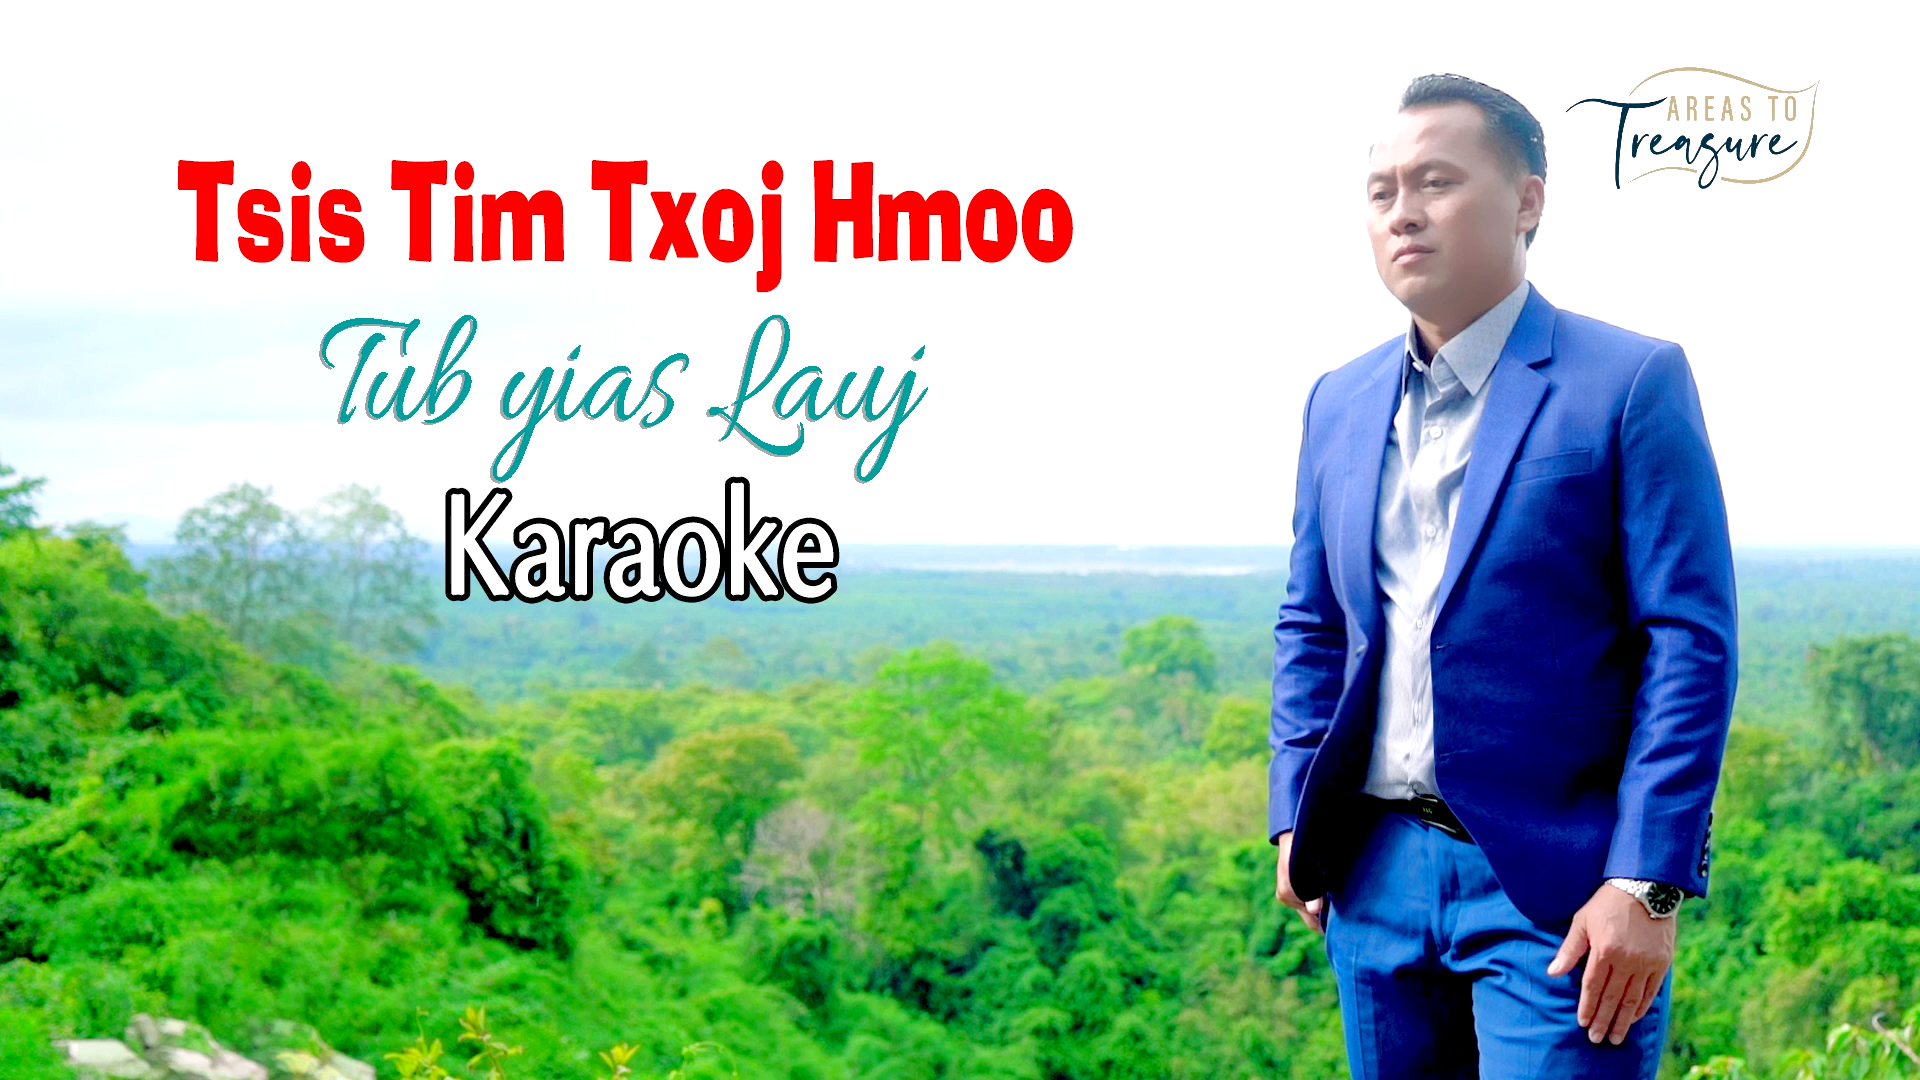 Tsis Tim Txoj Hmoo
Tub yias Lauj
Karaoke
AREAS TO
Treasure